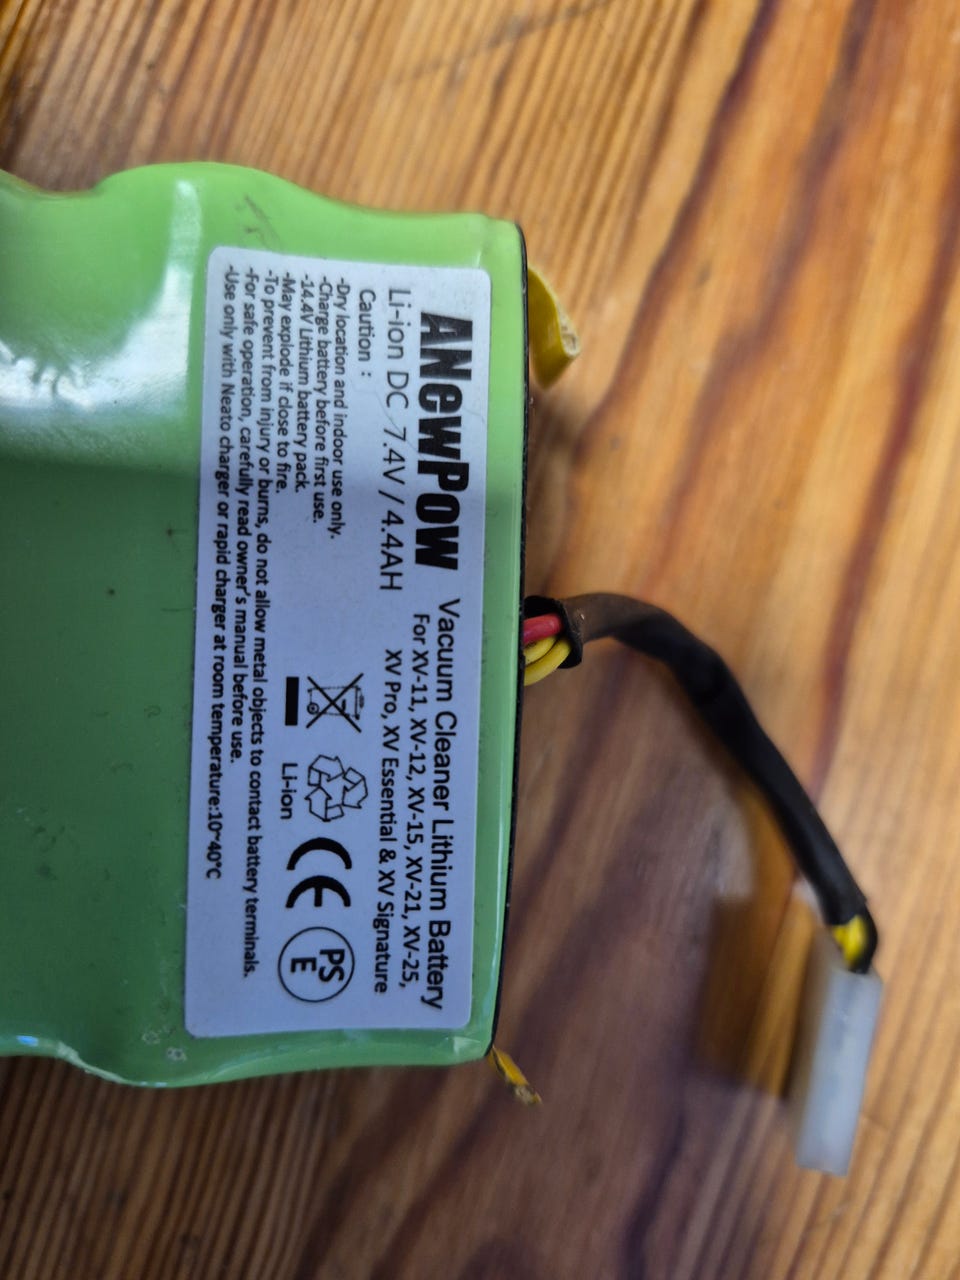 ANewPow
Vacuum Cleaner Lithium Battery
Li-ion DC 7.4V / 4.4AH
For XV-11, XV-12, XV-15, XV-21, XV-25,
XV Pro, XV Essential & XV Signature
Caution :
-Dry location and indoor use only.
-Charge battery before first use.
-14.4V Lithium battery pack.
-May explode if close to fire.
-To prevent from injury or burns, do not allow metal objects to contact battery terminals.
-For safe operation, carefully read owner's manual before use.
-Use only with Neato charger or rapid charger at room temperature:10~40°C
Li-ion
CE
PS
E